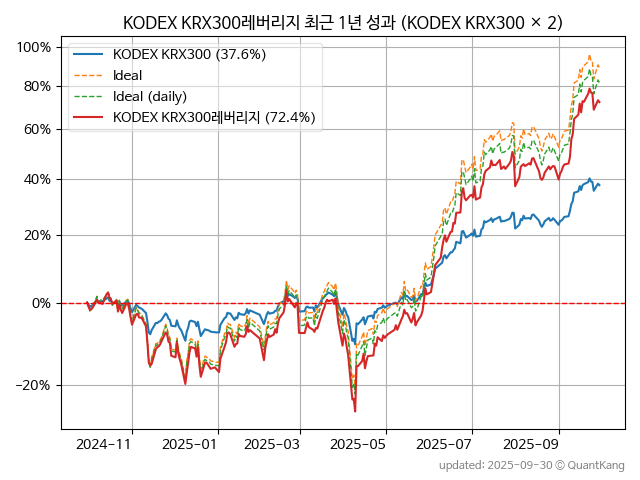 KODEX KRX300레버리지 최근 1년 성과 (KODEX KRX300 × 2)
100%
80%
60%
40%
20%
0%
−20%
KODEX KRX300 (37.6%)
Ideal
Ideal (daily)
KODEX KRX300레버리지 (72.4%)
2024-11
2025-01
2025-03
2025-05
2025-07
2025-09
updated: 2025-09-30 © QuantKang